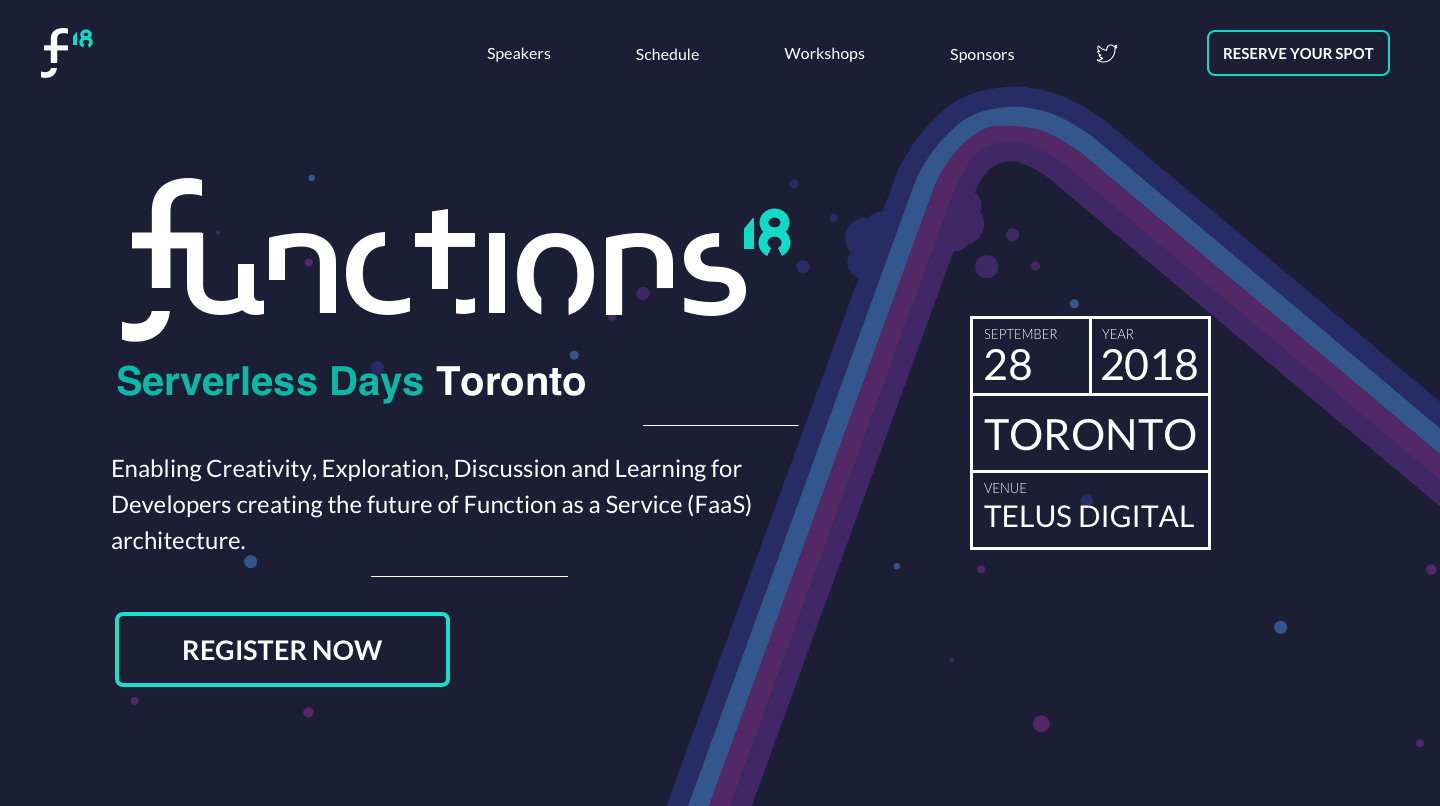 f18
Speakers
Schedule
Workshops
Sponsors
RESERVE YOUR SPOT
functions18
Serverless Days Toronto
Enabling Creativity, Exploration, Discussion and Learning for
Developers creating the future of Function as a Service (FaaS)
architecture.
REGISTER NOW
SEPTEMBER
28
YEAR
2018
TORONTO
VENUE
TELUS DIGITAL